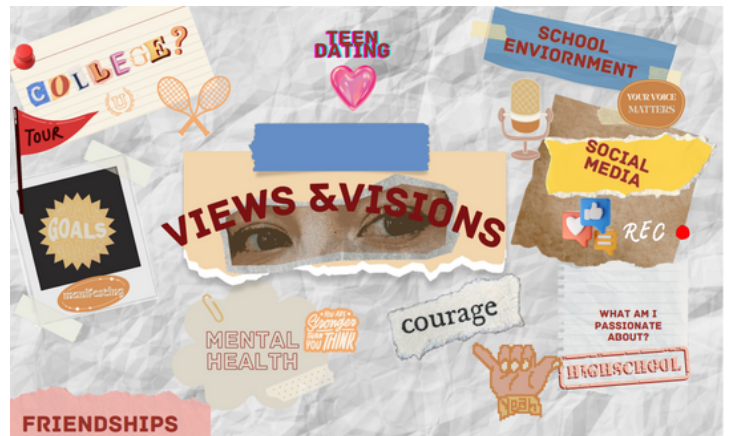 COLLEGE?
TOUR
GOALS
manifesting
TEEN
DATING
SCHOOL
ENVIORNMENT
YOUR VOICE
MATTERS
SOCIAL
MEDIA
REC
VIEWS &VISIONS
MENTAL
HEALTH
YOU ARE
Stronger
THAN YOU
THINK
courage
WHAT AM I
PASSIONATE
ABOUT?
HIGHSCHOOL
FRIENDSHIPS